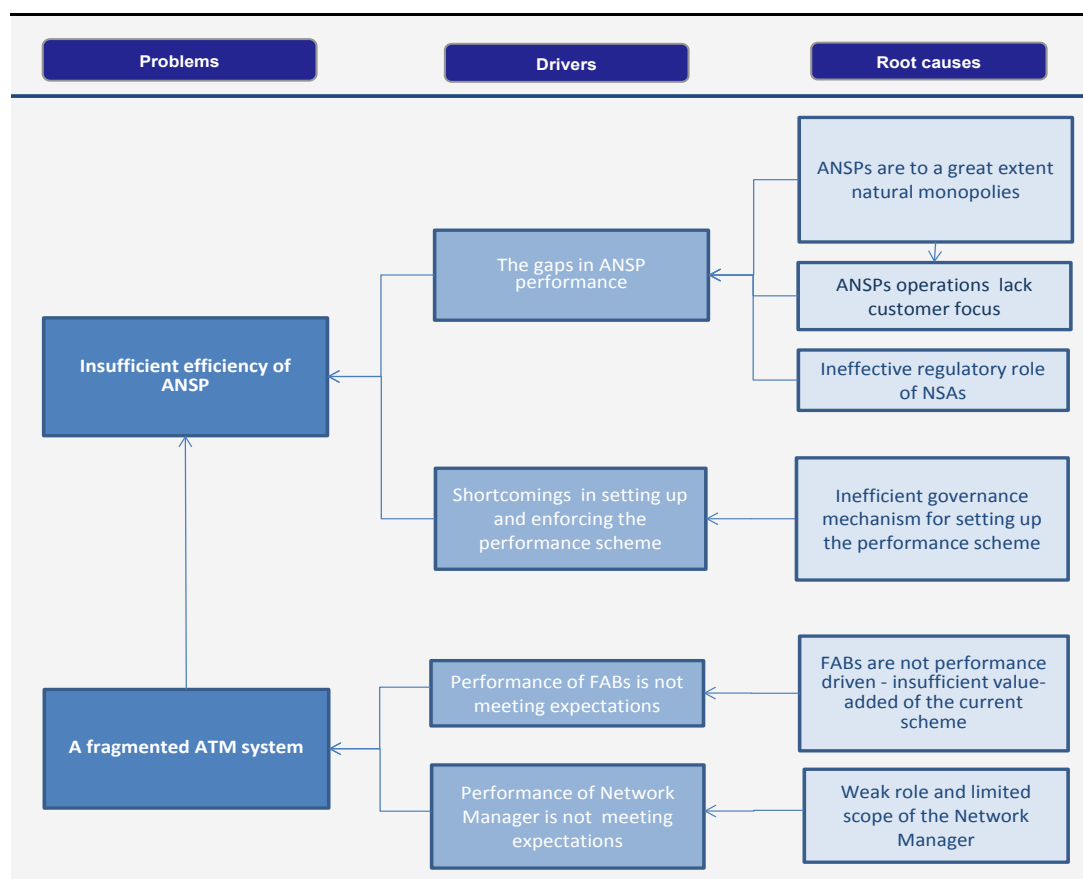 Problems
Drivers
Root causes
ANSPs are to a great extent
natural monopolies
The gaps in ANSP
performance
ANSPs operations lack
customer focus
Insufficient efficiency of
ANSP
Ineffective regulatory role
of NSAs
Shortcomings in setting up
and enforcing the
performance scheme
Inefficient governance
mechanism for setting up
the performance scheme
FABs are not performance
driven - insufficient value-
added of the current
scheme
Performance of FABs is not
meeting expectations
A fragmented ATM system
Performance of Network
Manager is not meeting
expectations
Weak role and limited
scope of the Network
Manager